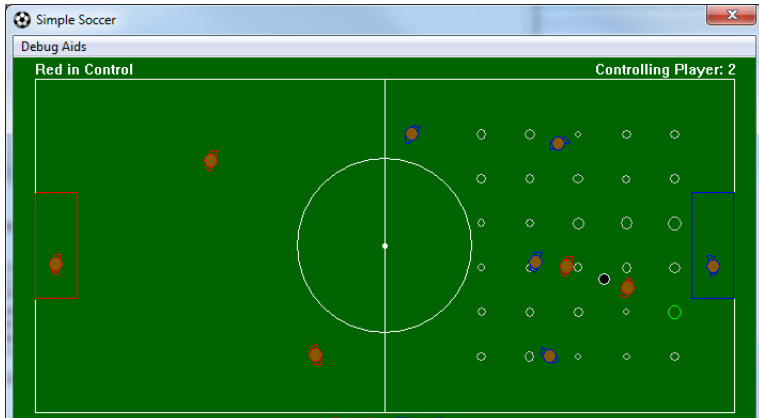 Simple Soccer
Debug Aids
Red in Control
Controlling Player: 2